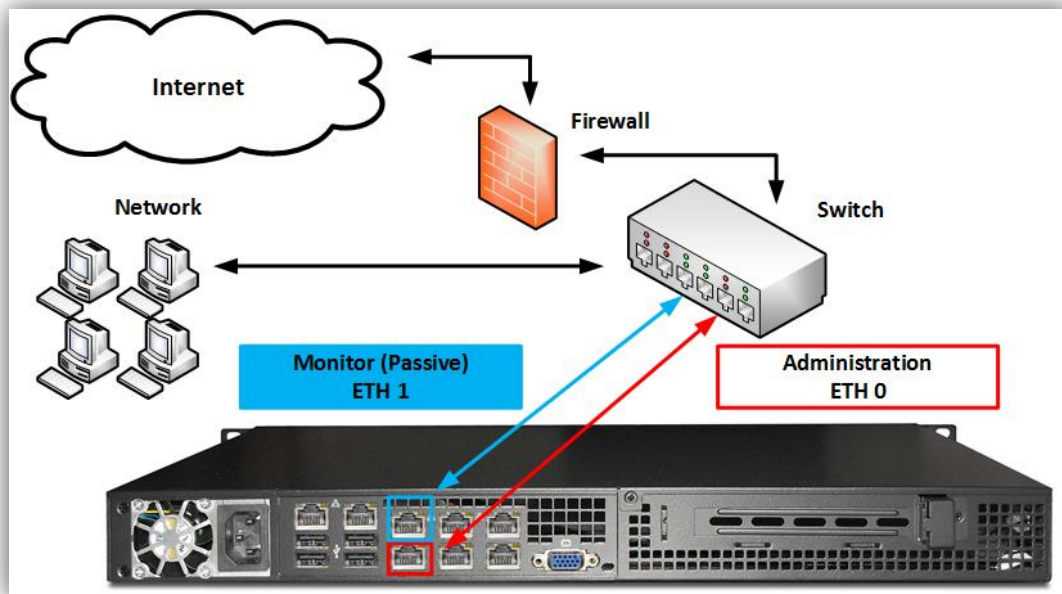 Internet
Firewall
Network
Switch
Monitor (Passive)
ETH 1
Administration
ETH 0